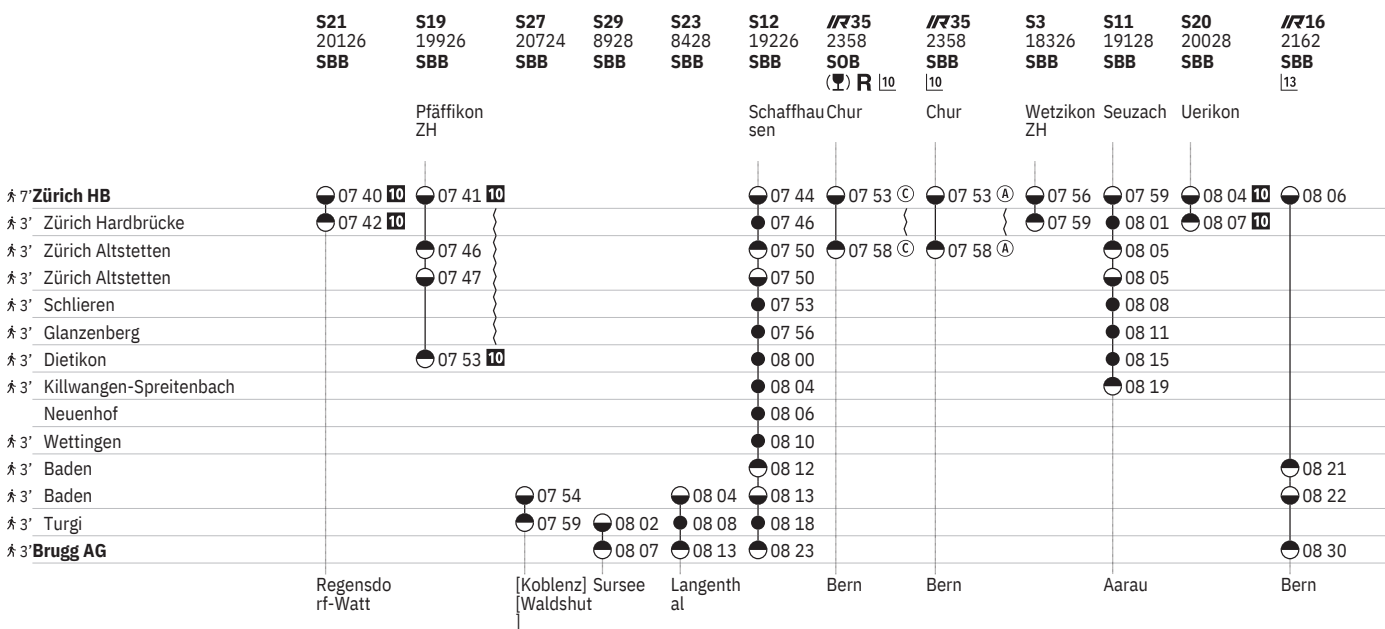 S21 S19 S27 S29 S23 S12 IR35 IR35 S3 S11 S20 IR16
20126 19926 20724 8928 8428 19226 2358 2358 18326 19128 20028 2162
SBB SBB SBB SBB SBB SBB SOB SBB SBB SBB SBB SBB
R 10 10 13
Pfäffikon Schaffhau Chur Chur Wetzikon Seuzach Uerikon
ZH sen ZH
7' Zürich HB 07 40 10 07 41 10 07 44 07 53 C 07 53 A 07 56 07 59 08 04 10 08 06
3' Zürich Hardbrücke 07 42 10 07 46 07 59 08 01 08 07 10
3' Zürich Altstetten 07 46 07 50 07 58 C 07 58 A 08 05
3' Zürich Altstetten 07 47 07 50 08 05
3' Schlieren 07 53 08 08
3' Glanzenberg 07 56 08 11
3' Dietikon 07 53 10 08 00 08 15
3' Killwangen-Spreitenbach 08 04 08 19
Neuenhof 08 06
3' Wettingen 08 10
3' Baden 08 12 08 21
3' Baden 07 54 08 04 08 13 08 22
3' Turgi 07 59 08 02 08 08 08 18
3' Brugg AG 08 07 08 13 08 23 08 30
Regensdo [Koblenz] Sursee Langenth Bern Bern Aarau Bern
rf-Watt [Waldshut al
]